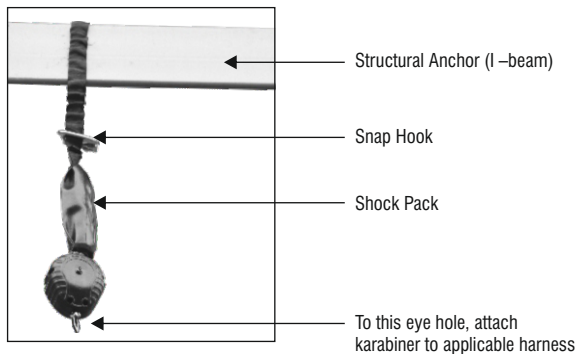 Structural Anchor (I –beam)
Snap Hook
Shock Pack
To this eye hole, attach
karabiner to applicable harness